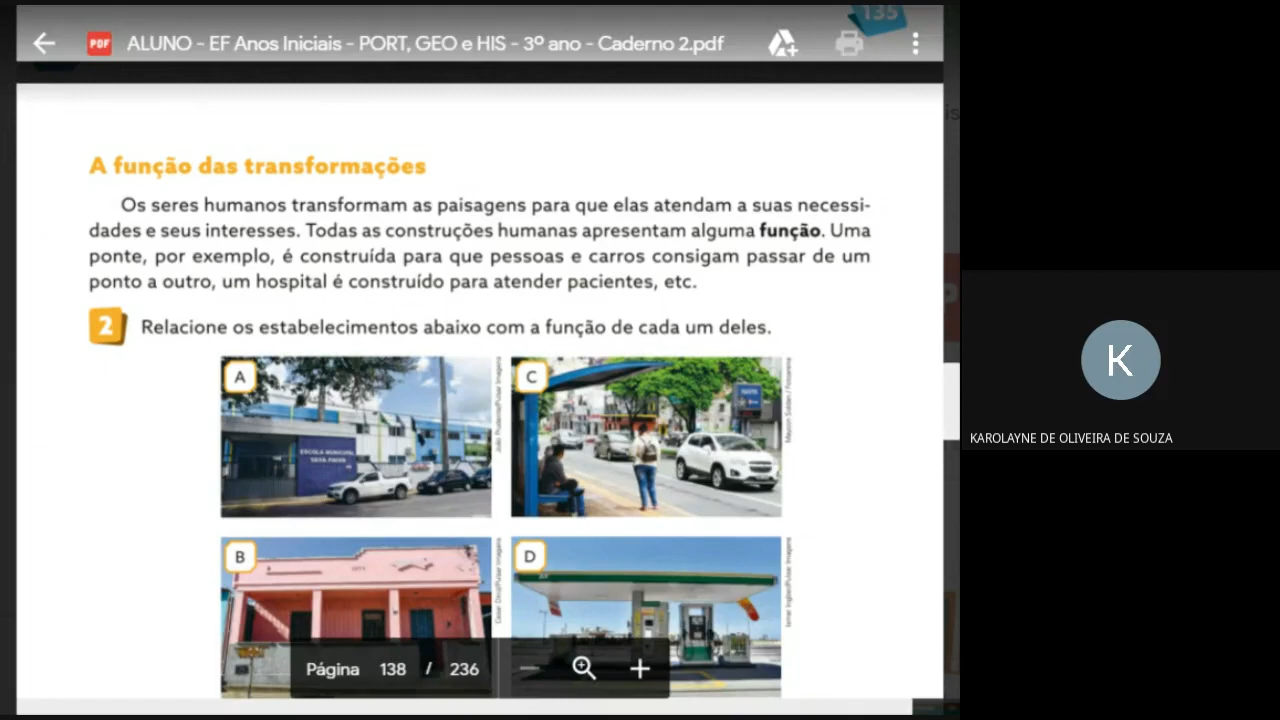 135
PDF ALUNO - EF Anos Iniciais - PORT, GEO e HIS - 3º ano - Caderno 2.pdf
A função das transformações
Os seres humanos transformam as paisagens para que elas atendam a suas necessi-
dades e seus interesses. Todas as construções humanas apresentam alguma função. Uma
ponte, por exemplo, é construída para que pessoas e carros consigam passar de um
ponto a outro, um hospital é construído para atender pacientes, etc.
2 Relacione os estabelecimentos abaixo com a função de cada um deles.
A
ESCOLA MUNICIPAL
C
B
D
Página 138 / 236
K
KAROLAYNE DE OLIVEIRA DE SOUZA